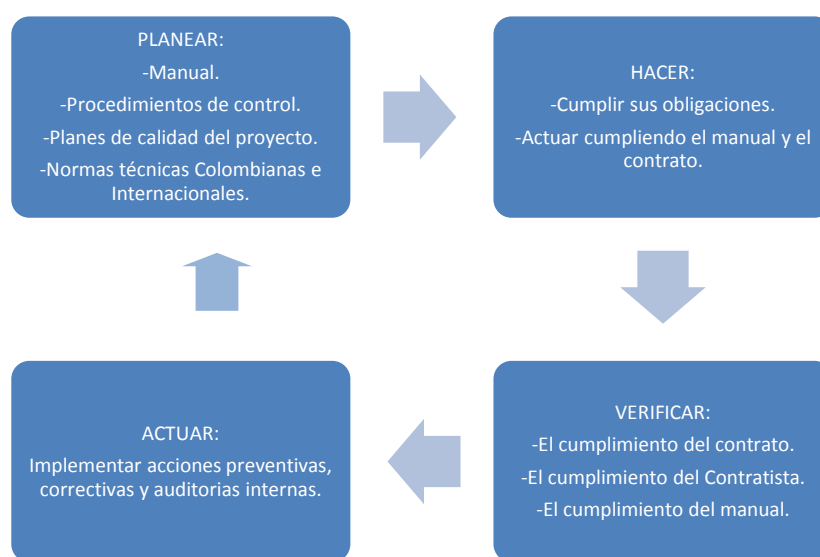 PLANEAR:
-Manual.
-Procedimientos de control.
-Planes de calidad del proyecto.
-Normas técnicas Colombianas e
Internacionales.
HACER:
-Cumplir sus obligaciones.
-Actuar cumpliendo el manual y el
contrato.
VERIFICAR:
-El cumplimiento del contrato.
-El cumplimiento del Contratista.
-El cumplimiento del manual.
ACTUAR:
Implementar acciones preventivas,
correctivas y auditorias internas.